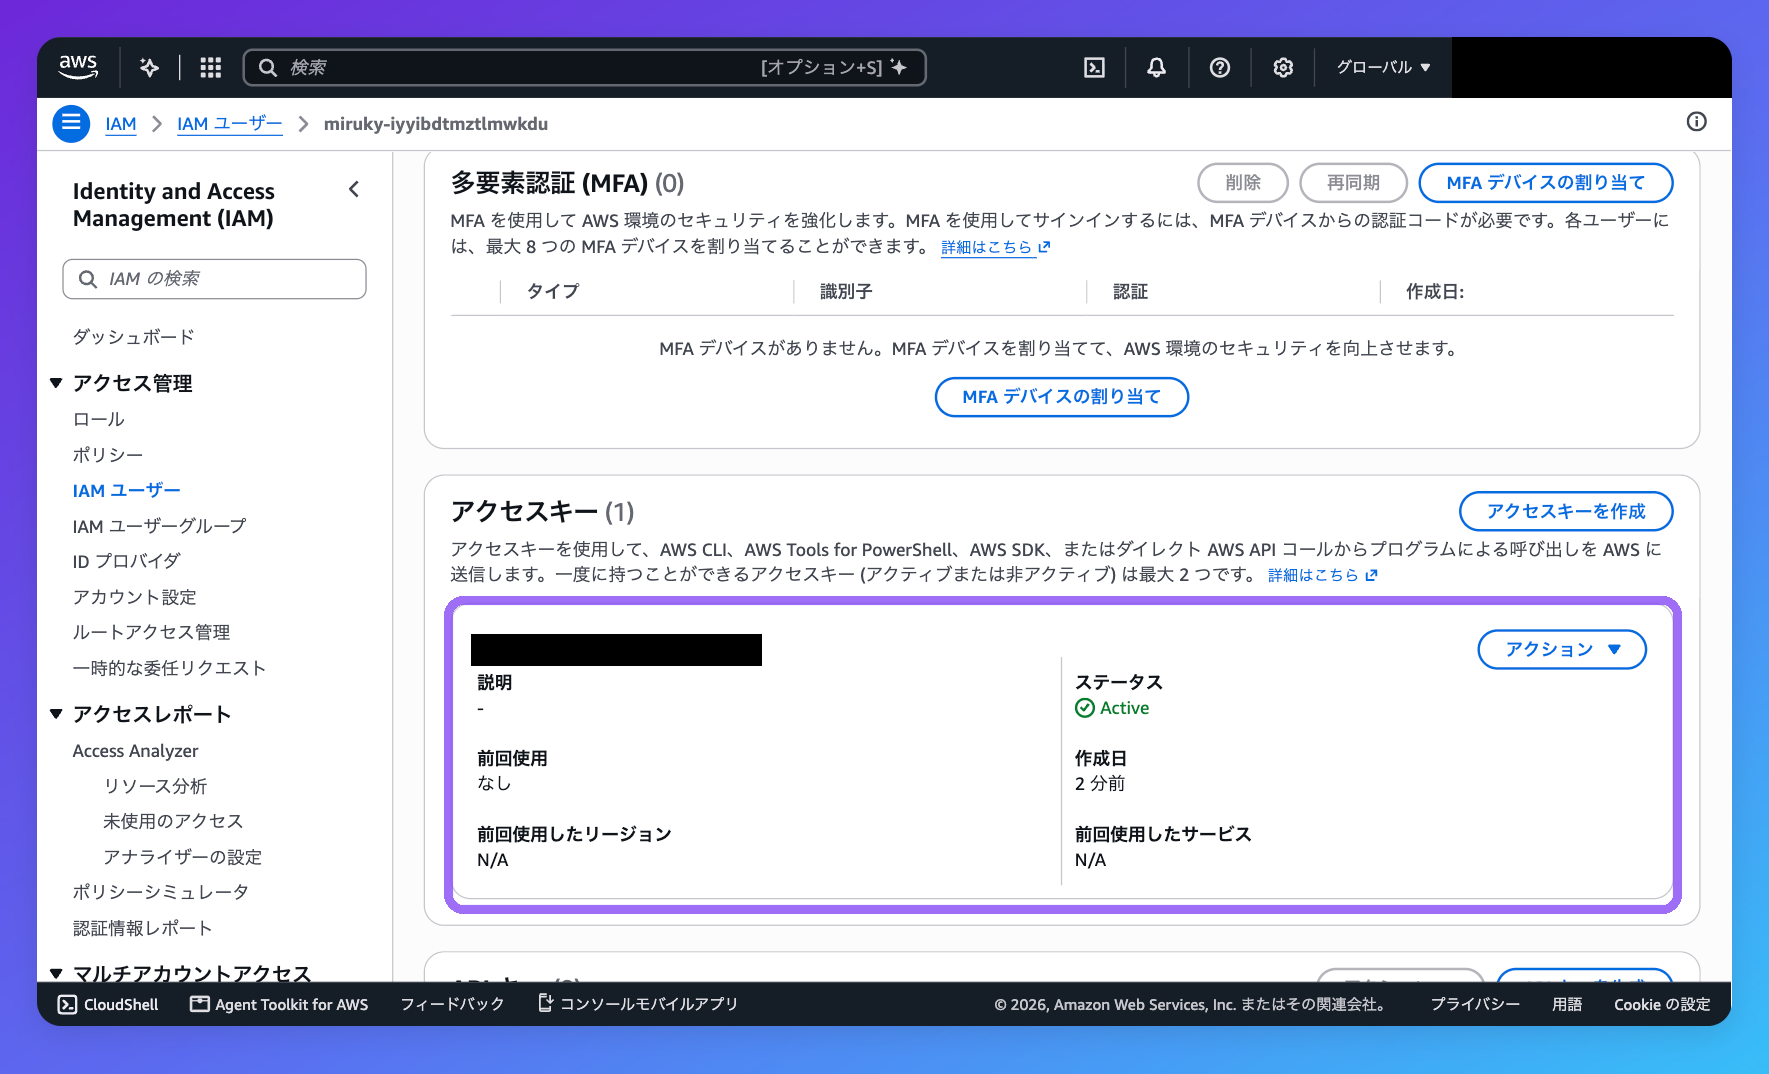 aws
検索
[オプション+S]
グローバル ▼
IAM > IAM ユーザー > miruky-iyyibdtmztlmwkdu
Identity and Access
Management (IAM)
IAM の検索
ダッシュボード
▼ アクセス管理
ロール
ポリシー
IAM ユーザー
IAM ユーザーグループ
ID プロバイダ
アカウント設定
ルートアクセス管理
一時的な委任リクエスト
▼ アクセスレポート
Access Analyzer
リソース分析
未使用のアクセス
アナライザーの設定
ポリシーシミュレータ
認証情報レポート
▼ マルチアカウントアクセス
多要素認証 (MFA) (0)
削除
再同期
MFA デバイスの割り当て
MFA を使用して AWS 環境のセキュリティを強化します。MFA を使用してサインインするには、MFA デバイスからの認証コードが必要です。各ユーザーに
は、最大 8 つの MFA デバイスを割り当てることができます。 詳細はこちら
タイプ
識別子
認証
作成日:
MFA デバイスがありません。MFA デバイスを割り当てて、AWS 環境のセキュリティを向上させます。
MFA デバイスの割り当て
アクセスキー (1)
アクセスキーを作成
アクセスキーを使用して、AWS CLI、AWS Tools for PowerShell、AWS SDK、またはダイレクト AWS API コールからプログラムによる呼び出しを AWS に
送信します。一度に持つことができるアクセスキー (アクティブまたは非アクティブ) は最大 2 つです。 詳細はこちら
アクション ▼
説明
-
ステータス
Active
前回使用
なし
作成日
2 分前
前回使用したリージョン
N/A
前回使用したサービス
N/A
CloudShell
Agent Toolkit for AWS
フィードバック
コンソールモバイルアプリ
© 2026, Amazon Web Services, Inc. またはその関連会社。
プライバシー
用語
Cookie の設定